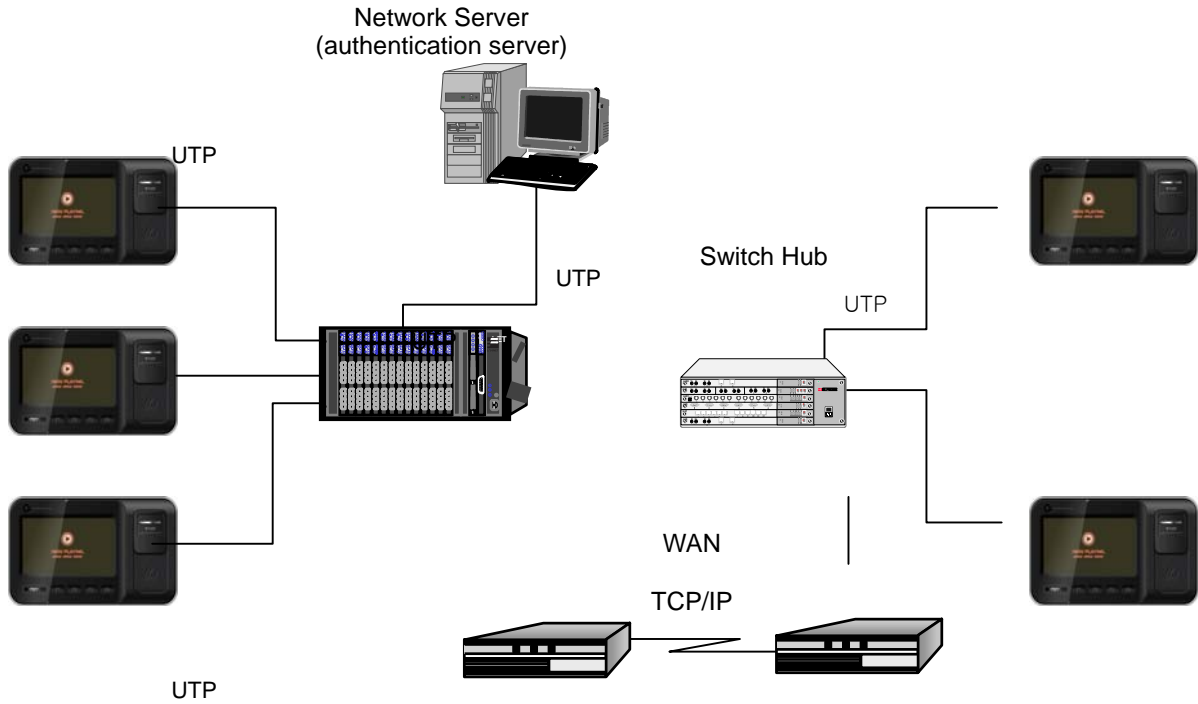 Network Server
(authentication server)
UTP
UTP
Switch Hub
UTP
WAN
TCP/IP
UTP